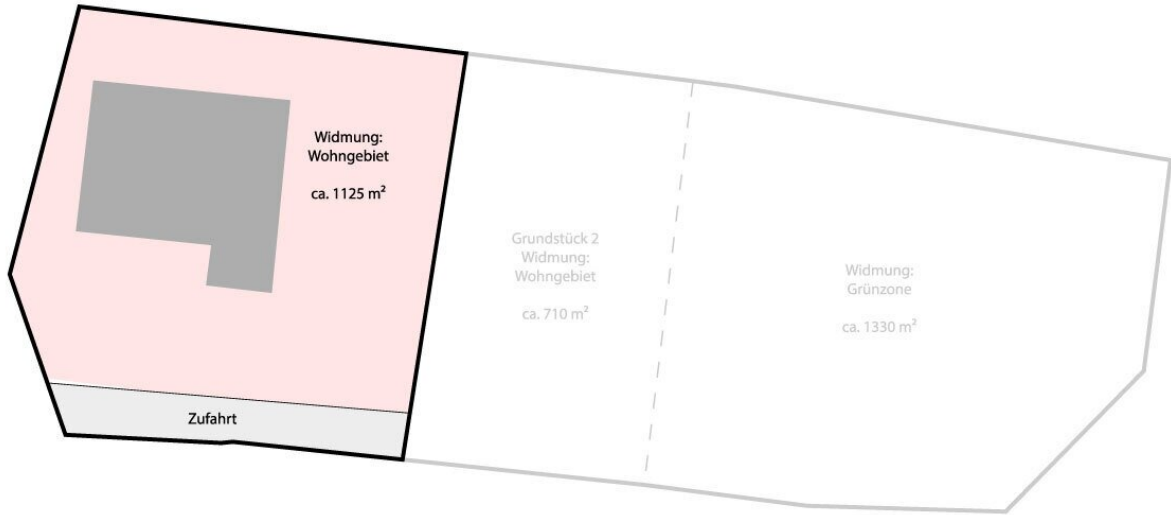 Widmung:
Wohngebiet
ca. 1125 m²
Zufahrt
Grundstück 2
Widmung:
Wohngebiet
ca. 710 m²
Widmung:
Grünzone
ca. 1330 m²